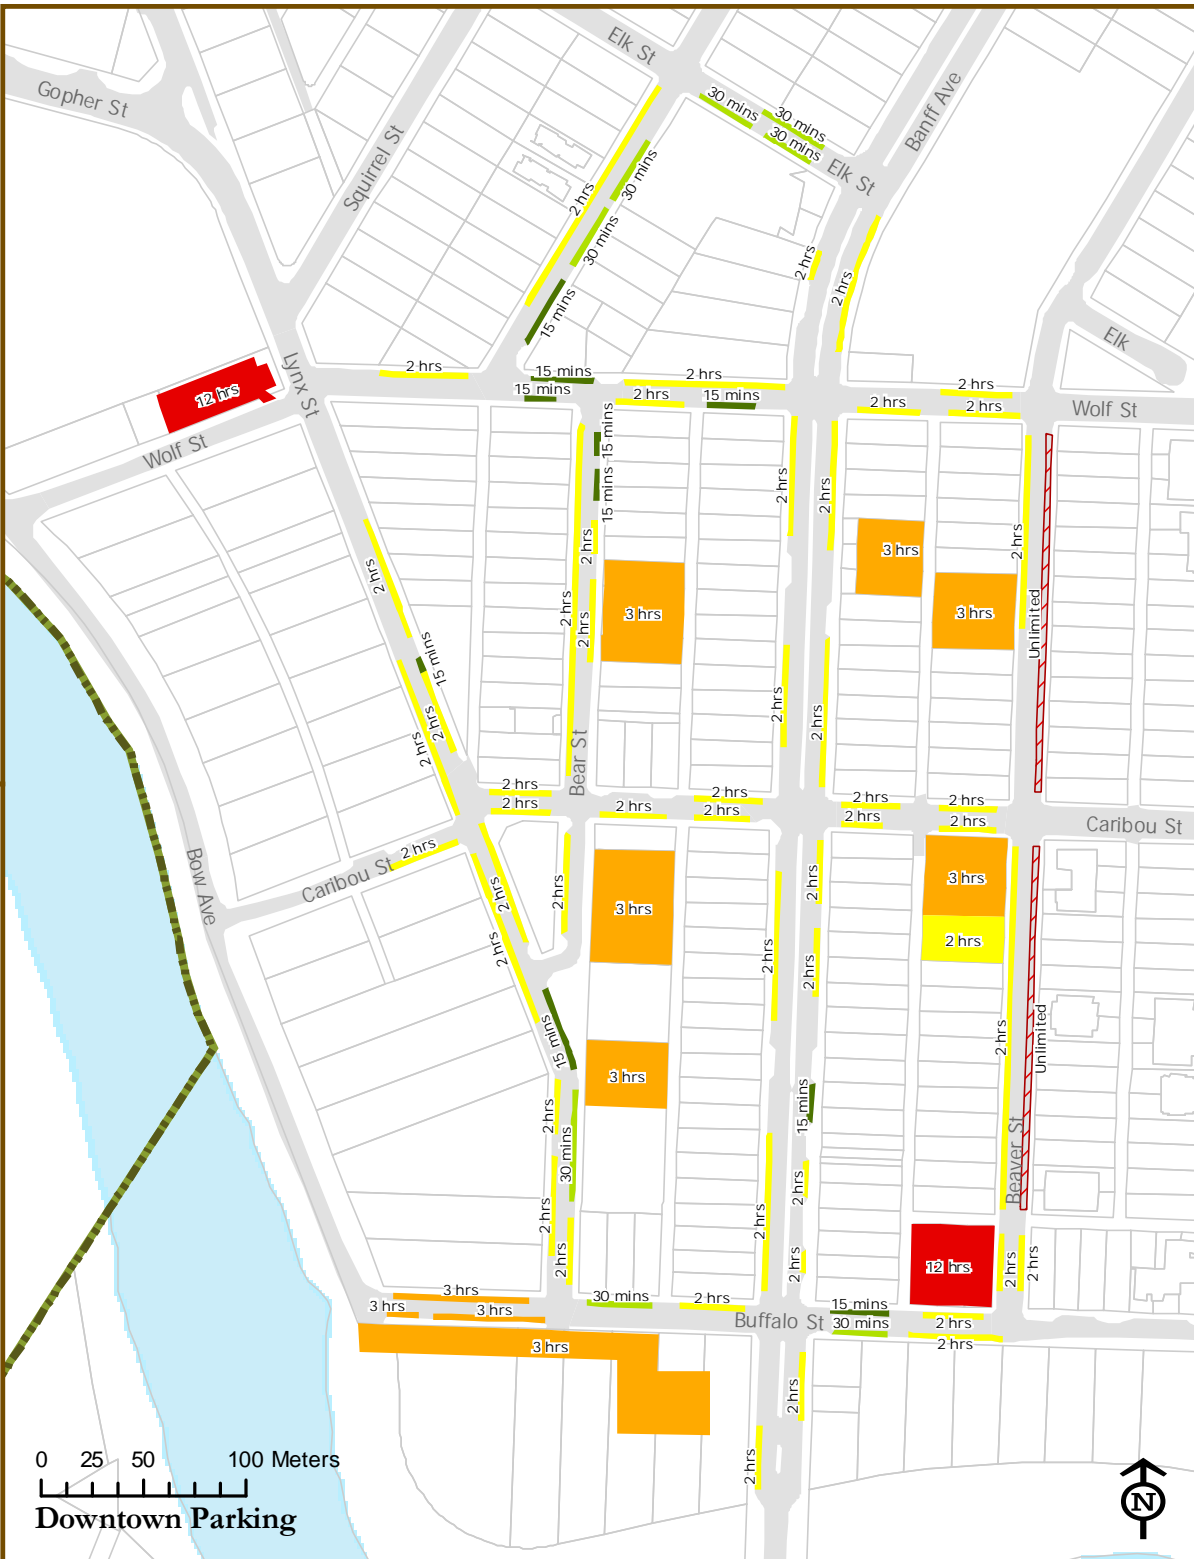 Elk St
Gopher St
Banff Ave
30 mins
30 mins
30 mins
Squirrel St
Elk St
30 mins
2 hrs
30 mins
2 hrs
2 hrs
15 mins
Elk
Lynx St
2 hrs
15 mins
2 hrs
2 hrs
12 hrs
15 mins
2 hrs
15 mins
2 hrs
2 hrs
Wolf St
Wolf St
15 mins
15 mins
2 hrs
2 hrs
2 hrs
2 hrs
3 hrs
2 hrs
2 hrs
3 hrs
3 hrs
2 hrs
Unlimited
15 mins
2 hrs
2 hrs
2 hrs
2 hrs
Bear St
2 hrs
2 hrs
2 hrs
2 hrs
2 hrs
2 hrs
2 hrs
2 hrs
2 hrs
2 hrs
Caribou St
2 hrs
Caribou St
Bow Ave
2 hrs
2 hrs
2 hrs
3 hrs
3 hrs
2 hrs
2 hrs
2 hrs
2 hrs
2 hrs
15 mins
2 hrs
Unlimited
3 hrs
2 hrs
15 mins
30 mins
Beaver St
2 hrs
2 hrs
2 hrs
2 hrs
2 hrs
12 hrs
2 hrs
2 hrs
3 hrs
30 mins
2 hrs
15 mins
3 hrs
3 hrs
Buffalo St
30 mins
2 hrs
3 hrs
2 hrs
2 hrs
2 hrs
0 25 50 100 Meters
Downtown Parking
N